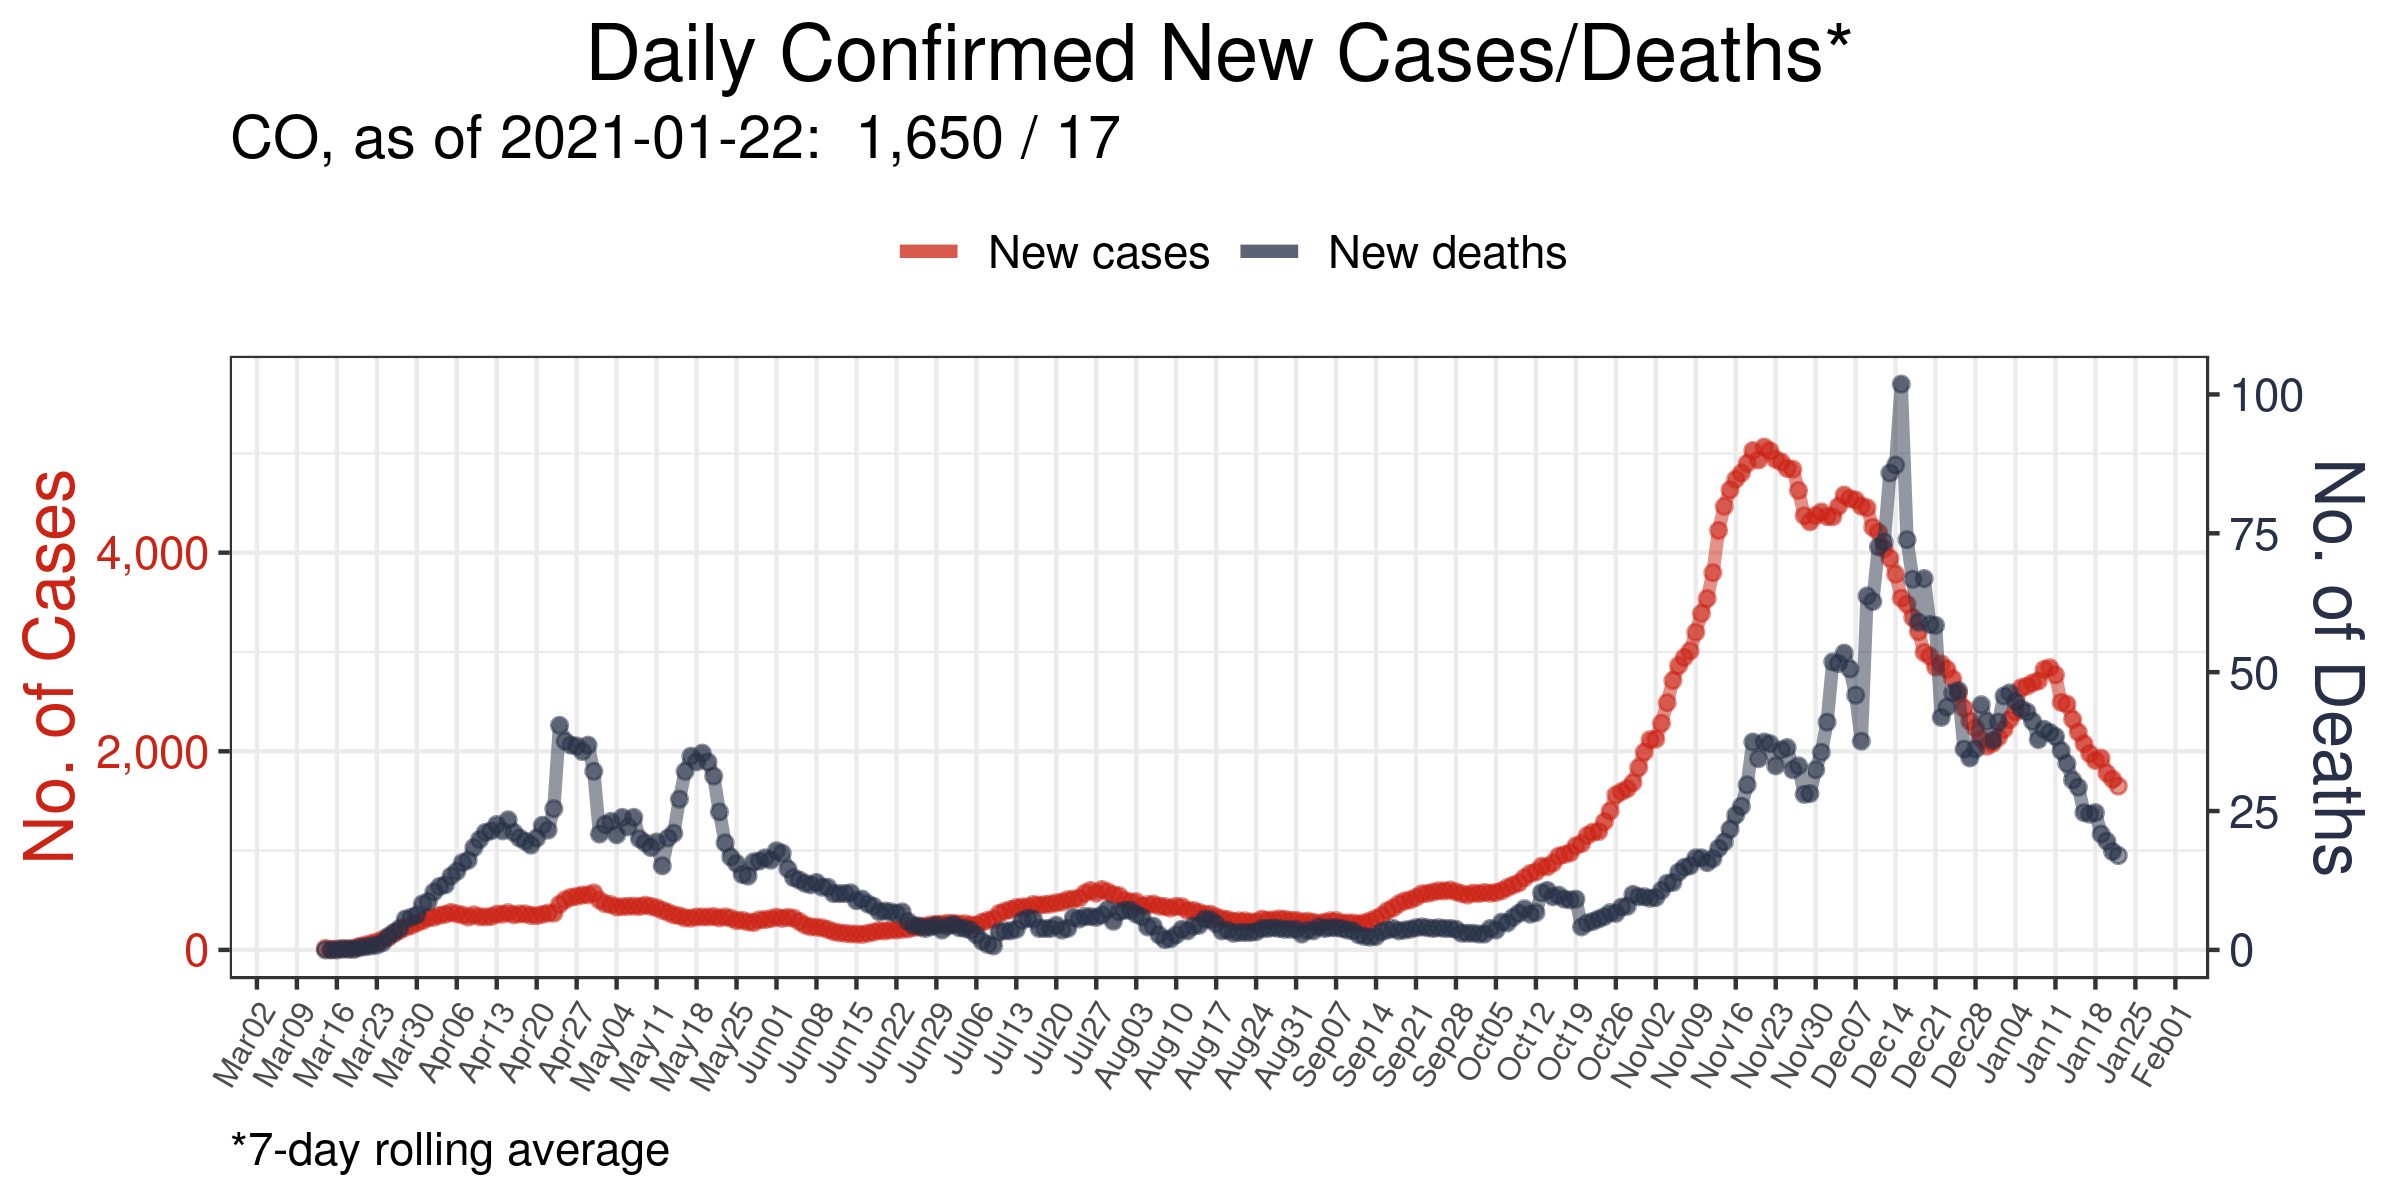 Daily Confirmed New Cases/Deaths*
CO, as of 2021-01-22:  1,650 / 17
New cases
New deaths
No. of Cases
4,000
2,000
0
100
75
50
25
0
No. of Deaths
Mar02
Mar09
Mar16
Mar23
Mar30
Apr06
Apr13
Apr20
Apr27
May04
May11
May18
May25
Jun01
Jun08
Jun15
Jun22
Jun29
Jul06
Jul13
Jul20
Jul27
Aug03
Aug10
Aug17
Aug24
Aug31
Sep07
Sep14
Sep21
Sep28
Oct05
Oct12
Oct19
Oct26
Nov02
Nov09
Nov16
Nov23
Nov30
Dec07
Dec14
Dec21
Dec28
Jan04
Jan11
Jan18
Jan25
Feb01
*7-day rolling average